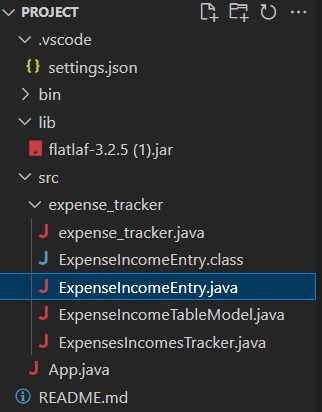 PROJECT
.vscode
{} settings.json
bin
lib
flatlaf-3.2.5 (1).jar
src
expense_tracker
J expense_tracker.java
J ExpenseIncomeEntry.class
J ExpenseIncomeEntry.java
J ExpenseIncomeTableModel.java
J ExpensesIncomesTracker.java
J App.java
README.md